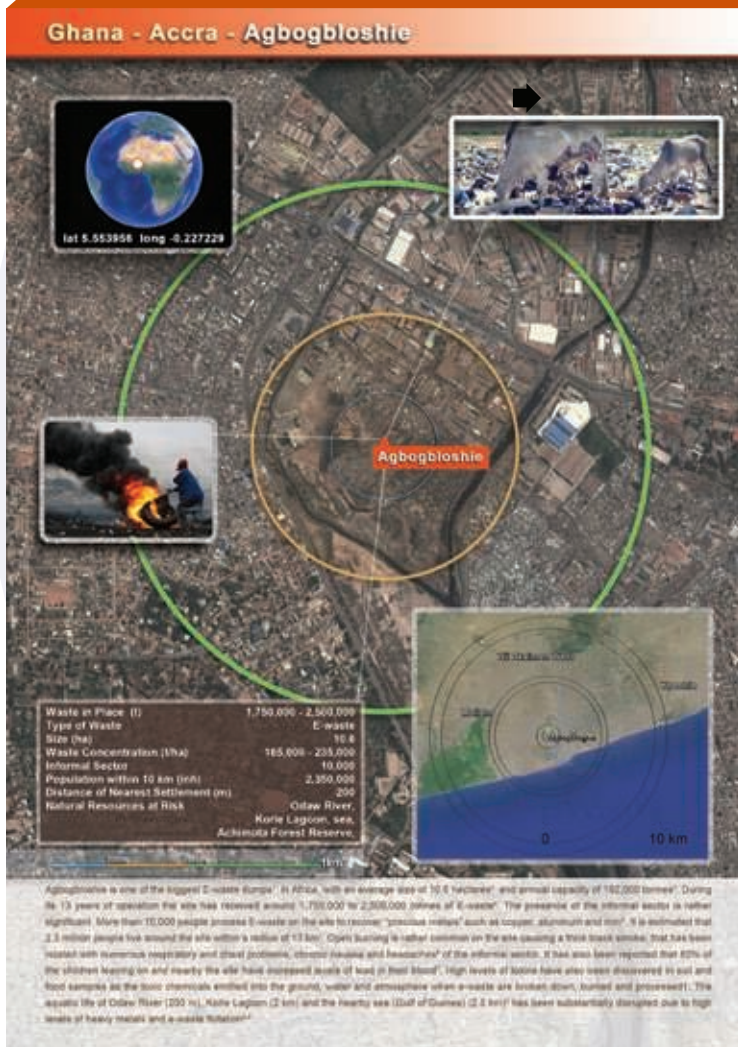 Ghana - Accra - Agbogbloshie
lat 5.553956 long -0.227229
Agbogbloshie
Waste in Place (t) 1,750,000 - 2,500,000
Type of Waste E-waste
Size (ha) 10.6
Waste Concentration (t/ha) 165,000 - 235,000
Informal Sector 10,000
Population within 10 km (inh) 2,350,000
Distance of Nearest Settlement (m) 200
Natural Resources at Risk Odaw River,
Korle Lagoon, sea,
Achimota Forest Reserve,
0 10 km
1km
Agbogbloshie is one of the biggest E-waste dumps in Africa, with an average size of 10.6 hectares and annual capacity of 192,000 tonnes. During
its 13 years of operation the site has received around 1,750,000 to 2,500,000 tonnes of E-waste. The presence of the informal sector is rather
significant. More than 10,000 people process E-waste on the site to recover "precious metals" such as copper, aluminum and iron. It is estimated that
2.3 million people live around the site within a radius of 10 km. Open burning is rather common on the site causing a thick black smoke, that has been
related with numerous respiratory and chest problems, chronic nausea and headaches of the informal sector. It has also been reported that 80% of
the children leaving on and nearby the site have increased levels of lead in their blood. High levels of toxins have also been discovered in soil and
food samples as the toxic chemicals emitted into the ground, water and atmosphere when e-waste are broken down, burned and processed. The
aquatic life of Odaw River (200 m), Korle Lagoon (2 km) and the nearby sea (Gulf of Guinea) has been substantially disrupted due to high
levels of heavy metals and e-waste